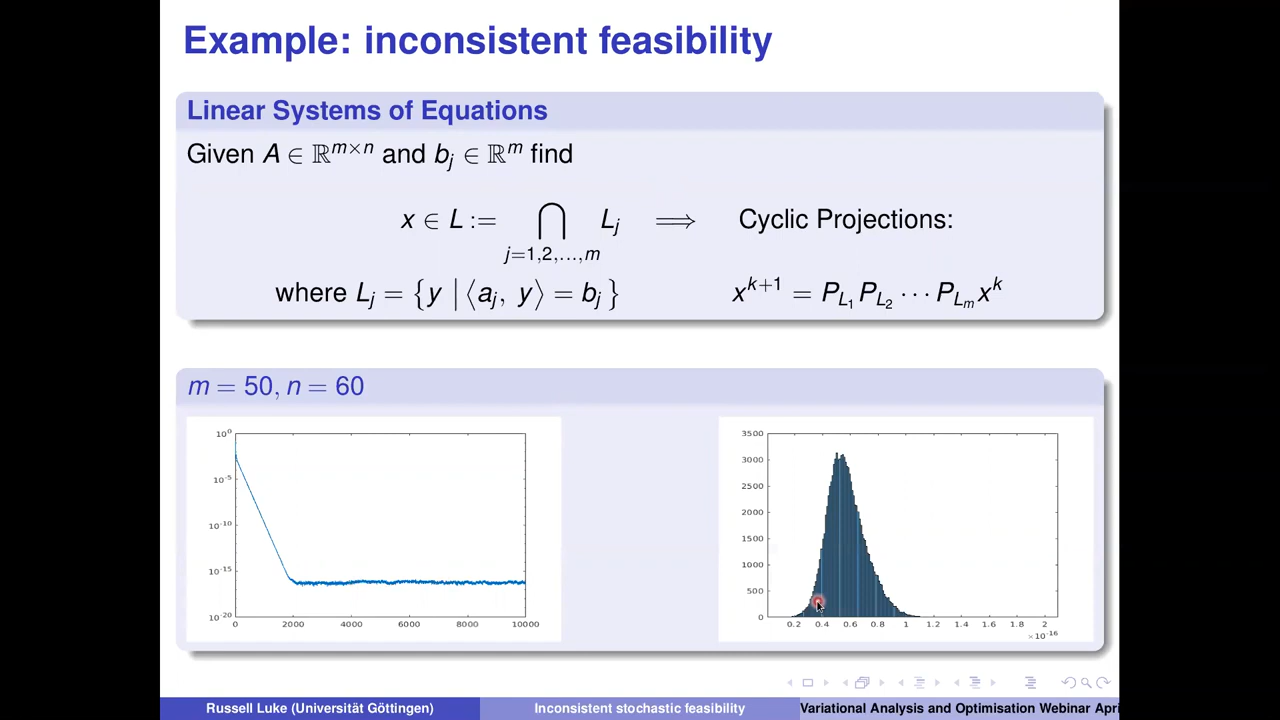 Example: inconsistent feasibility
Linear Systems of Equations
Given A ∈ ℝ^{m×n} and b_j ∈ ℝ^m find
x ∈ L := ⋂_{j=1,2,...,m} L_j ⟹ Cyclic Projections:
where L_j = {y | ⟨a_j, y⟩ = b_j} x^{k+1} = P_{L_1} P_{L_2} ⋯ P_{L_m} x^k
m = 50, n = 60
10^0
10^{-5}
10^{-10}
10^{-15}
10^{-20}
0 2000 4000 6000 8000 10000
3500
3000
2500
2000
1500
1000
500
0
0.2 0.4 0.6 0.8 1 1.2 1.4 1.6 1.8 2
×10^{-16}
Russell Luke (Universität Göttingen) Inconsistent stochastic feasibility Variational Analysis and Optimisation Webinar Apri